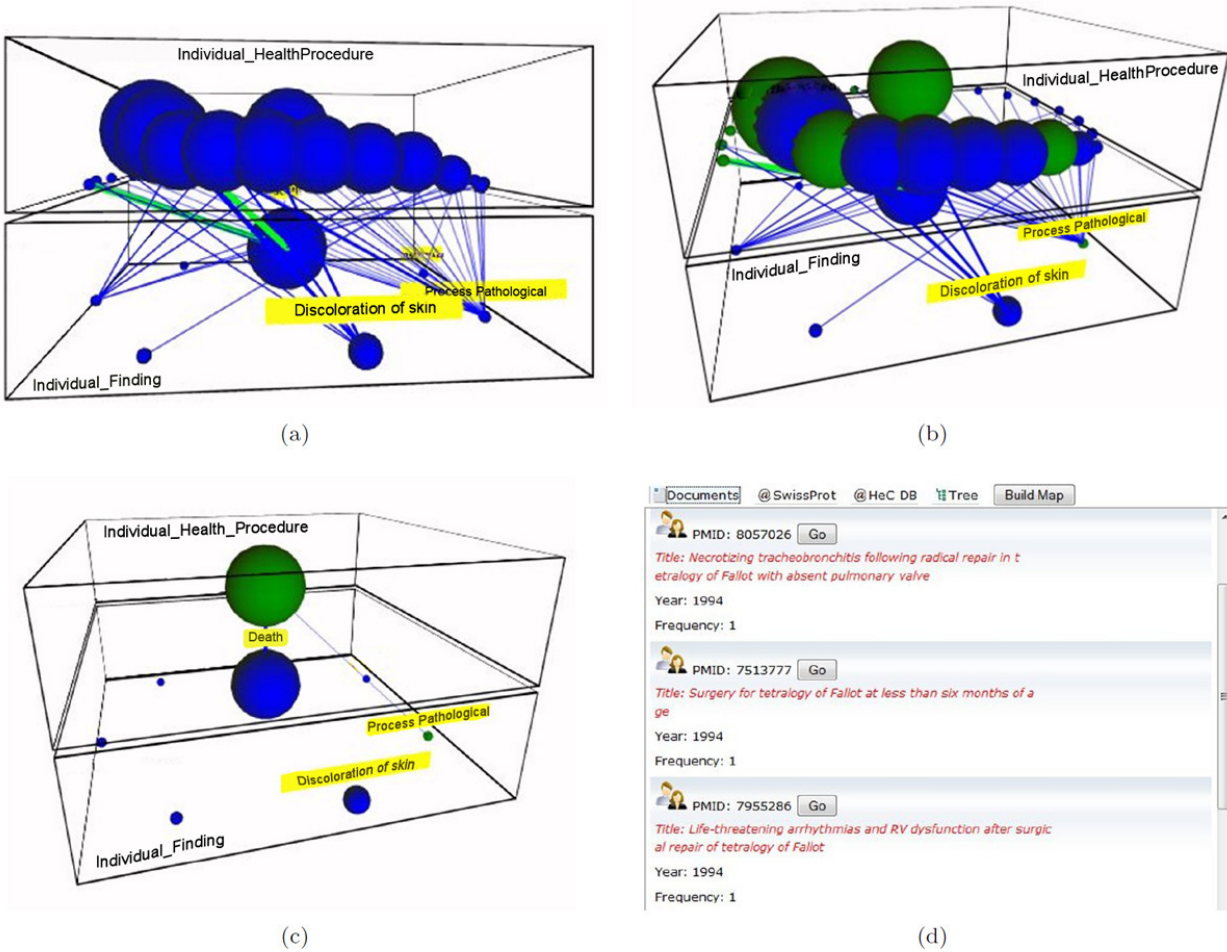 Individual_HealthProcedure
Process Pathological
Discoloration of skin
Individual_Finding
(a)
Individual_HealthProcedure
Process Pathological
Individual_Finding
Discoloration of skin
(b)
Individual_Health_Procedure
Death
Process Pathological
Discoloration of skin
Individual_Finding
(c)
Documents @SwissProt @HeC DB Tree Build Map
PMID: 8057026 Go
Title: Necrotizing tracheobronchitis following radical repair in t
etralogy of Fallot with absent pulmonary valve
Year: 1994
Frequency: 1
PMID: 7513777 Go
Title: Surgery for tetralogy of Fallot at less than six months of a
ge
Year: 1994
Frequency: 1
PMID: 7955286 Go
Title: Life-threatening arrhythmias and RV dysfunction after surgic
al repair of tetralogy of Fallot
Year: 1994
Frequency: 1
(d)